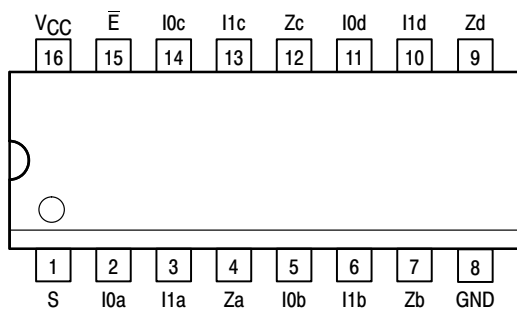 VCC E̅ I0c I1c Zc I0d I1d Zd
16 15 14 13 12 11 10 9
1 2 3 4 5 6 7 8
S I0a I1a Za I0b I1b Zb GND